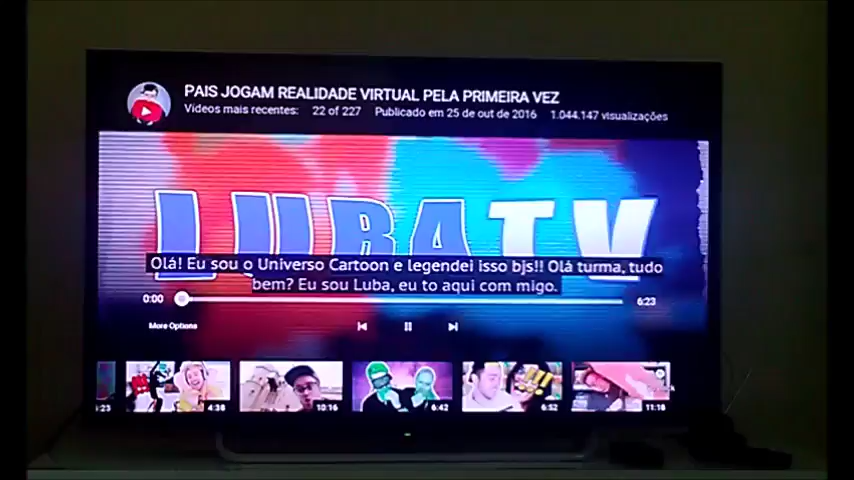 PAIS JOGAM REALIDADE VIRTUAL PELA PRIMEIRA VEZ
Vídeos mais recentes: 22 of 227 Publicado em 25 de out de 2016 1.044.147 visualizações
LUBATV
Olá! Eu sou o Universo Cartoon e legendei isso bjs!! Olá turma, tudo
bem? Eu sou Luba, eu to aqui com migo.
0:00 6:23
More Options
:23 4:38 10:16 6:42 6:52 11:18